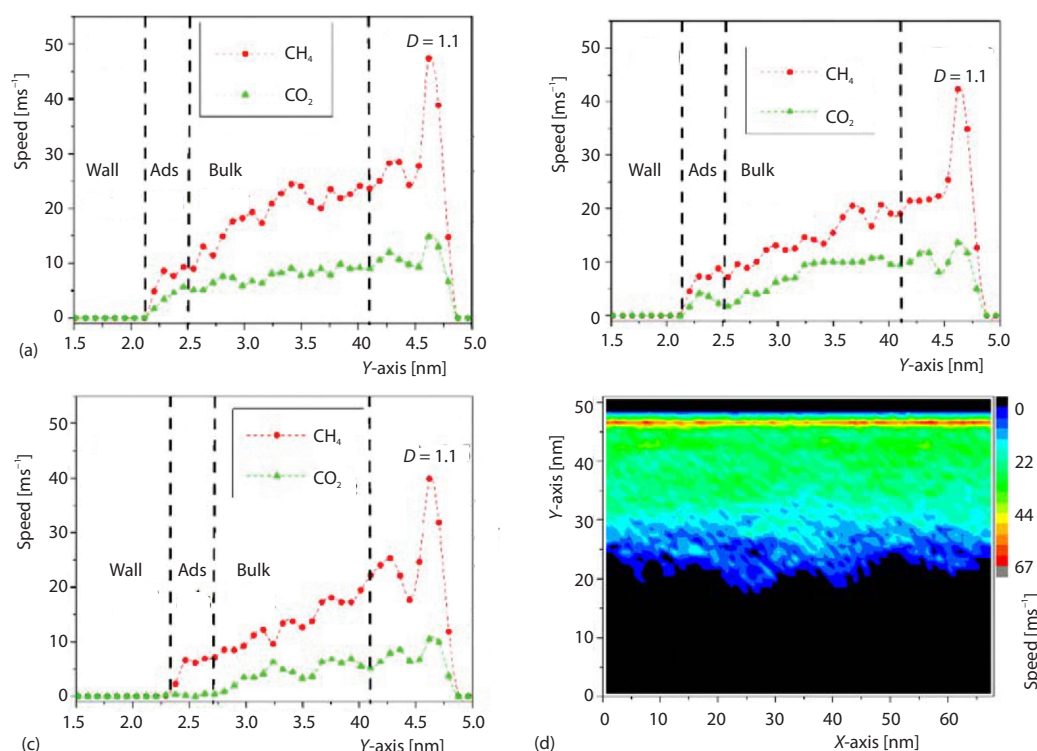 50
40
30
20
10
0
Speed [ms⁻¹]
CH₄
CO₂
D = 1.1
Wall
Ads
Bulk
1.5 2.0 2.5 3.0 3.5 4.0 4.5 5.0
Y-axis [nm]
(a)
50
40
30
20
10
0
Speed [ms⁻¹]
CH₄
CO₂
D = 1.1
Wall
Ads
Bulk
1.5 2.0 2.5 3.0 3.5 4.0 4.5 5.0
Y-axis [nm]
50
40
30
20
10
0
Speed [ms⁻¹]
CH₄
CO₂
D = 1.1
Wall
Ads
Bulk
1.5 2.0 2.5 3.0 3.5 4.0 4.5 5.0
Y-axis [nm]
(c)
50
40
30
20
10
0
Y-axis [nm]
0 10 20 30 40 50 60
X-axis [nm]
0
22
44
67
Speed [ms⁻¹]
(d)